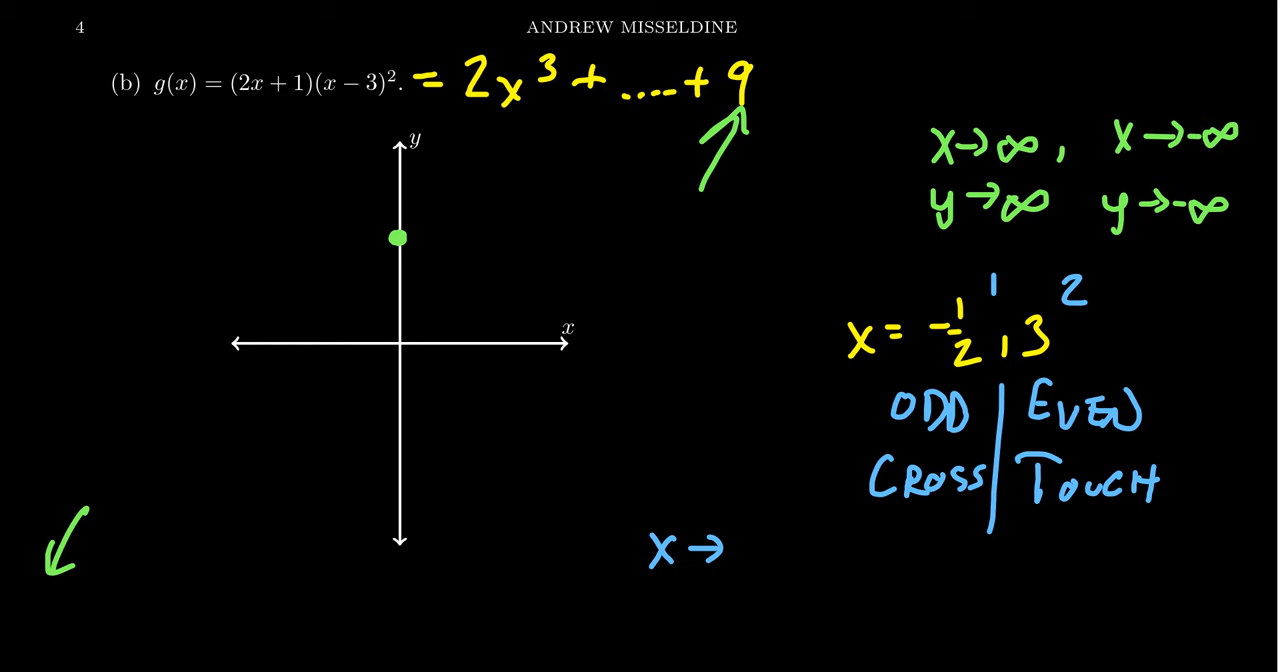 4 ANDREW MISSELDINE
(b) g(x) = (2x + 1)(x − 3)². = 2x³ + ..... + 9
y
x
x→∞, x→-∞
y→∞ y→-∞
1 2
x = -1/2, 3
ODD | EVEN
CROSS | TOUCH
x→